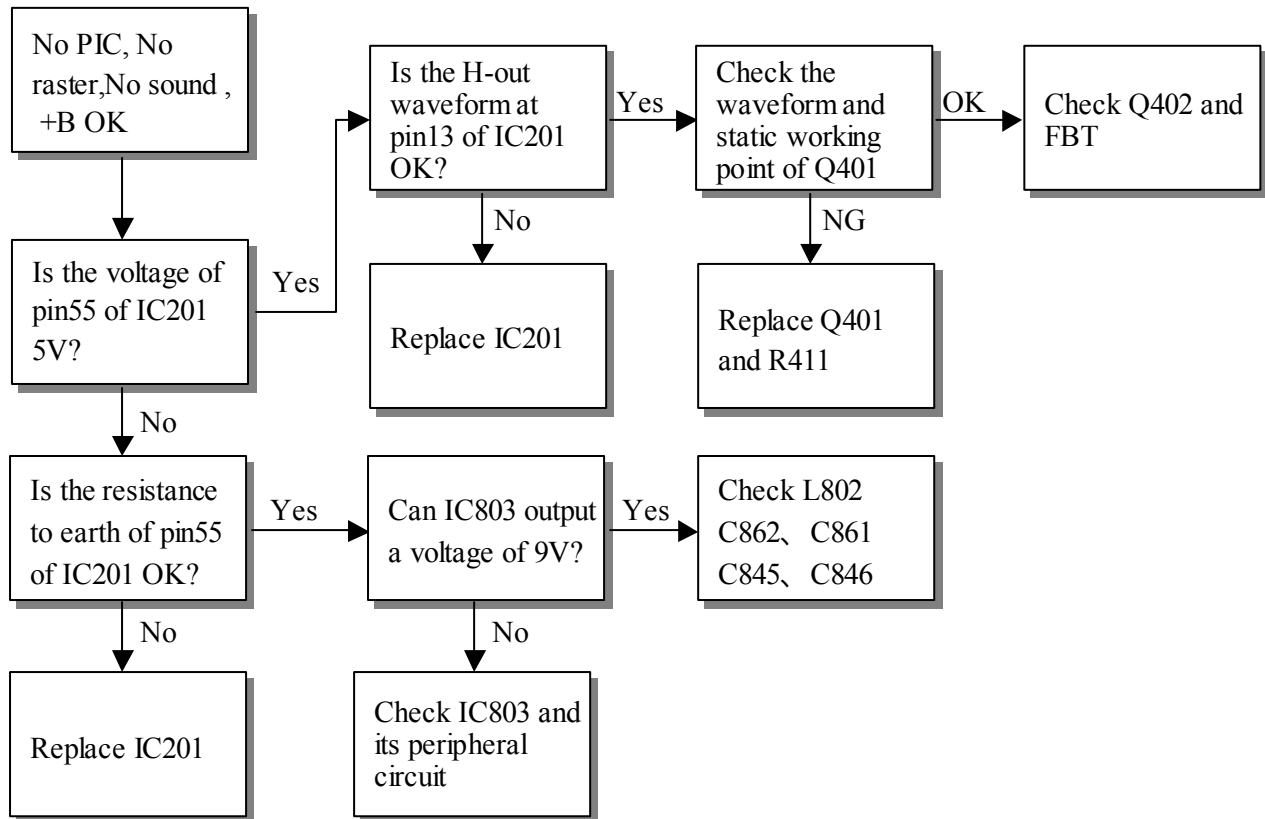 No PIC, No
raster,No sound ,
+B OK
Is the voltage of
pin55 of IC201
5V?
Yes
Is the H-out
waveform at
pin13 of IC201
OK?
Yes
Check the
waveform and
static working
point of Q401
OK
Check Q402 and
FBT
No
Replace IC201
NG
Replace Q401
and R411
No
Is the resistance
to earth of pin55
of IC201 OK?
Yes
Can IC803 output
a voltage of 9V?
Yes
Check L802
C862、C861
C845、C846
No
Replace IC201
No
Check IC803 and
its peripheral
circuit